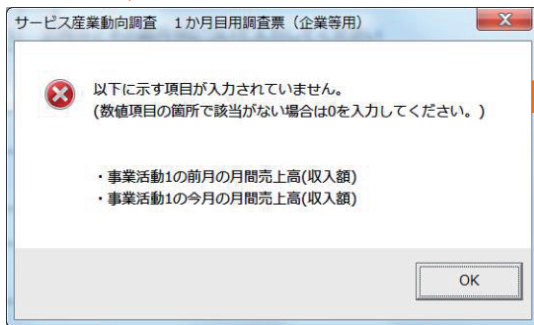 サービス産業動向調査　１か月目用調査票（企業等用）
以下に示す項目が入力されていません。
(数値項目の箇所で該当がない場合は0を入力してください。)
・事業活動1の前月の月間売上高(収入額)
・事業活動1の今月の月間売上高(収入額)
OK